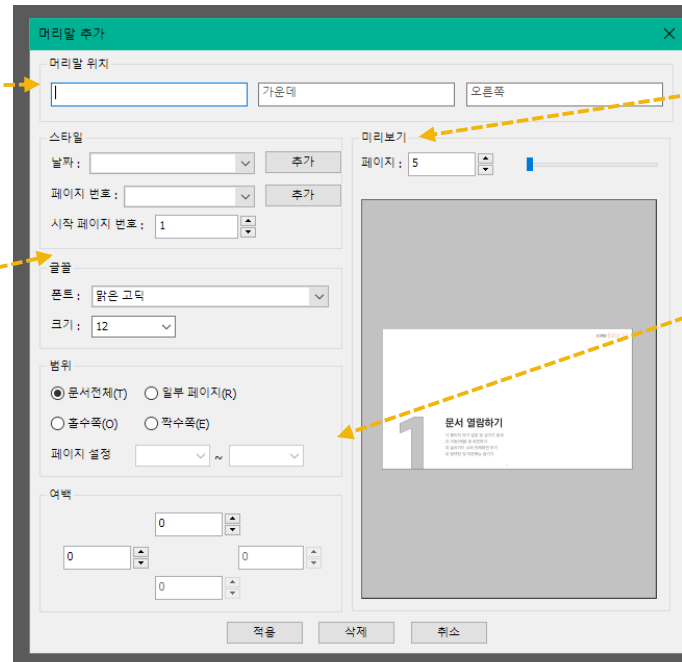 머리말 추가
머리말 위치
가운데
오른쪽
스타일
날짜 :
추가
페이지 번호 :
추가
시작 페이지 번호 : 1
글꼴
폰트 : 맑은 고딕
크기 : 12
범위
문서전체(T) 일부 페이지(R)
홀수쪽(O) 짝수쪽(E)
페이지 설정 ~
여백
0
0 0
0
미리보기
페이지 : 5
1
문서 열람하기
적용 삭제 취소